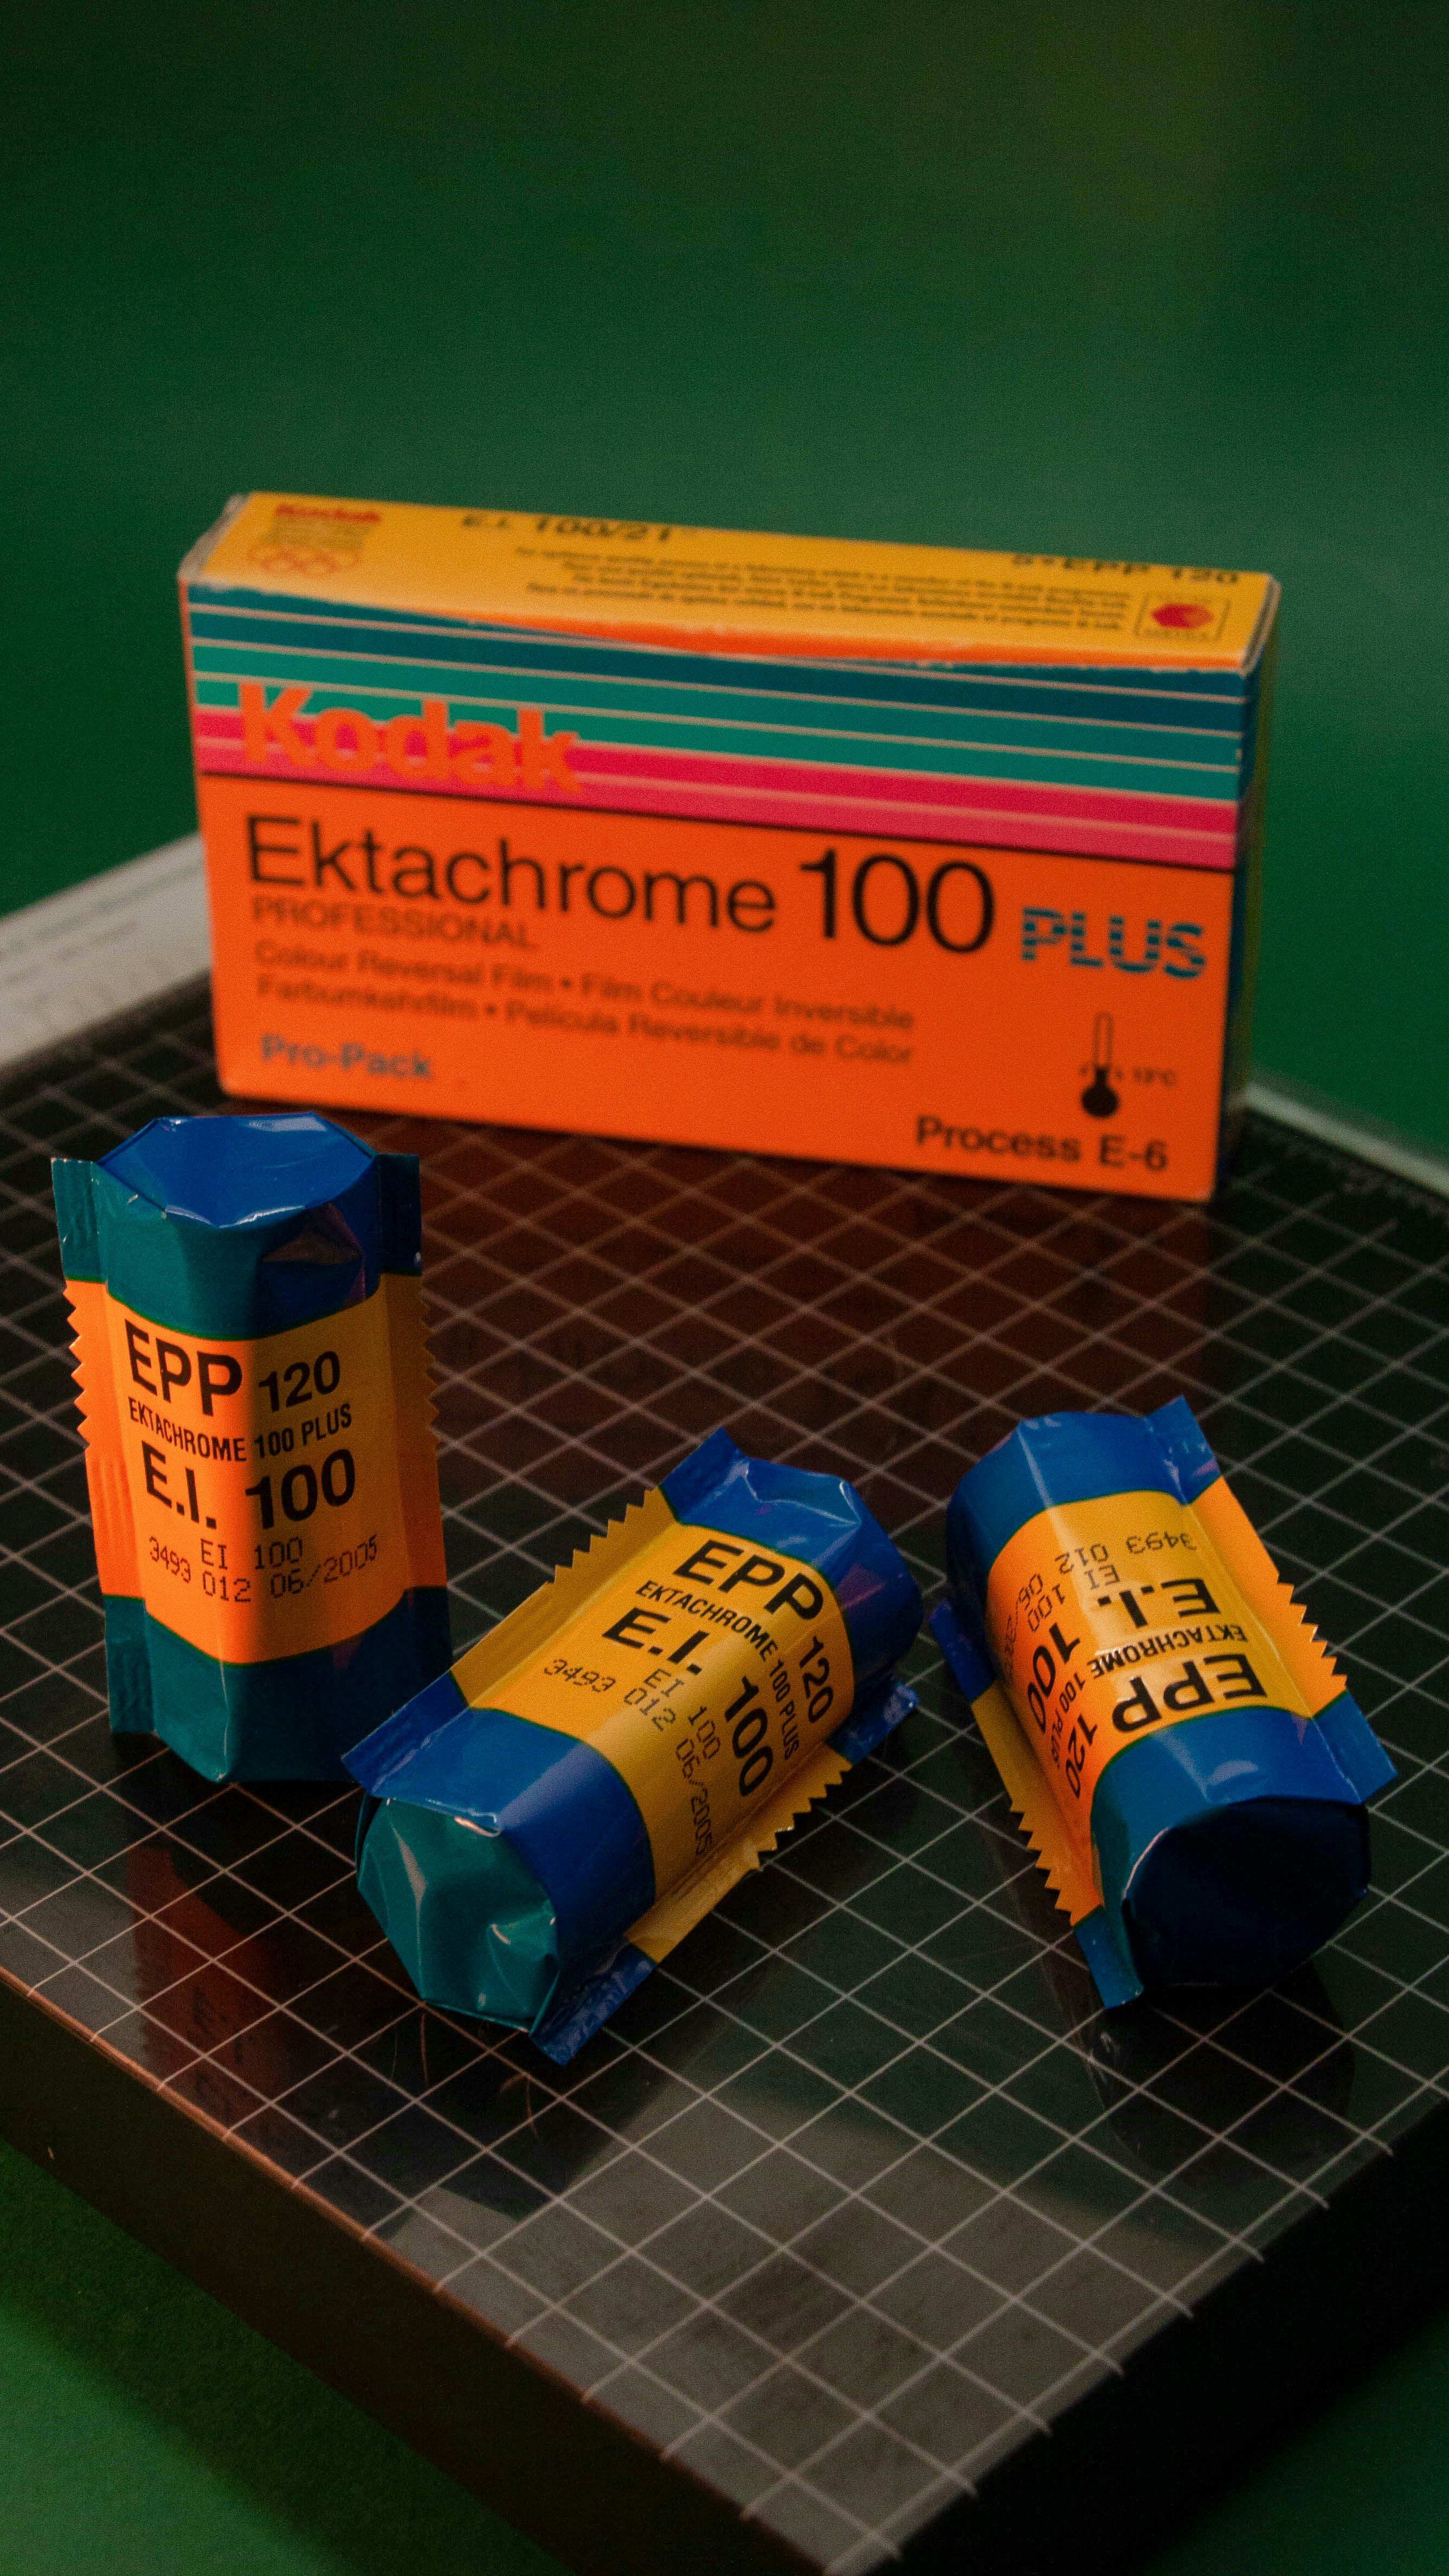 Kodak
E.I. 100/21°
5*EPP 120
Kodak
Ektachrome 100 PLUS
PROFESSIONAL
Colour Reversal Film • Film Couleur Inversible
Farbumkehrfilm • Película Reversible de Color
Pro-Pack
13°C
Process E-6
EPP 120
EKTACHROME 100 PLUS
E.I. 100
EI 100
3493 012 06/2005
EPP 120
EKTACHROME 100 PLUS
E.I. 100
EI 100
3493 012 06/2005
EPP 120
EKTACHROME 100 PLUS
E.I. 100
EI 100
3493 012